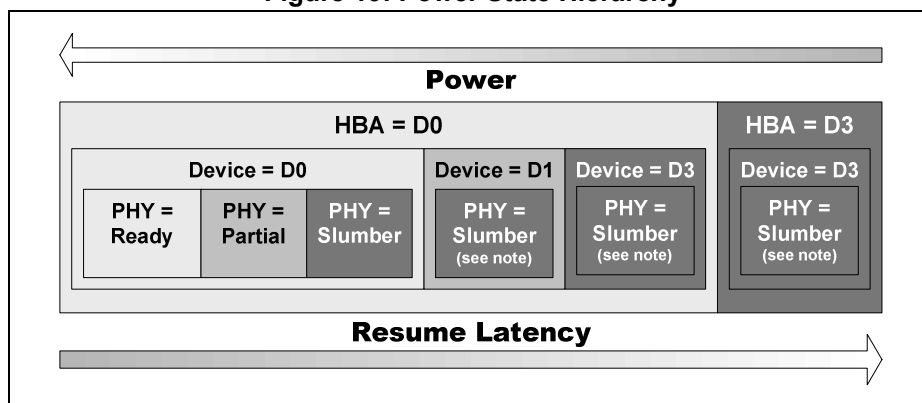 Figure Power State Hierarchy
Power
HBA = D0
HBA = D3
Device = D0
Device = D1
Device = D3
Device = D3
PHY =
Ready
PHY =
Partial
PHY =
Slumber
PHY =
Slumber
(see note)
PHY =
Slumber
(see note)
PHY =
Slumber
(see note)
Resume Latency